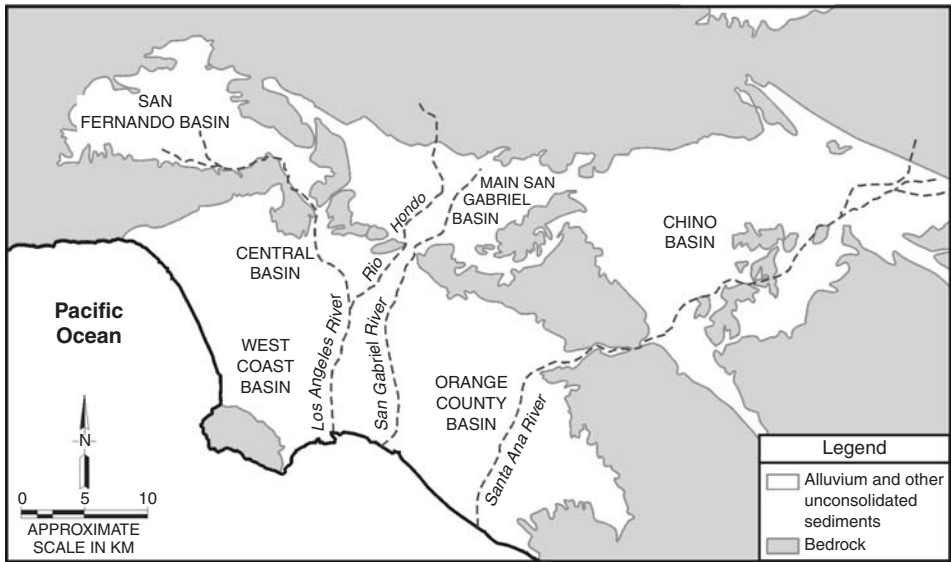 SAN
FERNANDO BASIN
MAIN SAN
GABRIEL
BASIN
Hondo
Rio
CHINO
BASIN
CENTRAL
BASIN
Pacific
Ocean
WEST
COAST
BASIN
Los Angeles River
San Gabriel River
ORANGE
COUNTY
BASIN
Santa Ana River
N
0 5 10
APPROXIMATE
SCALE IN KM
Legend
Alluvium and other
unconsolidated
sediments
Bedrock